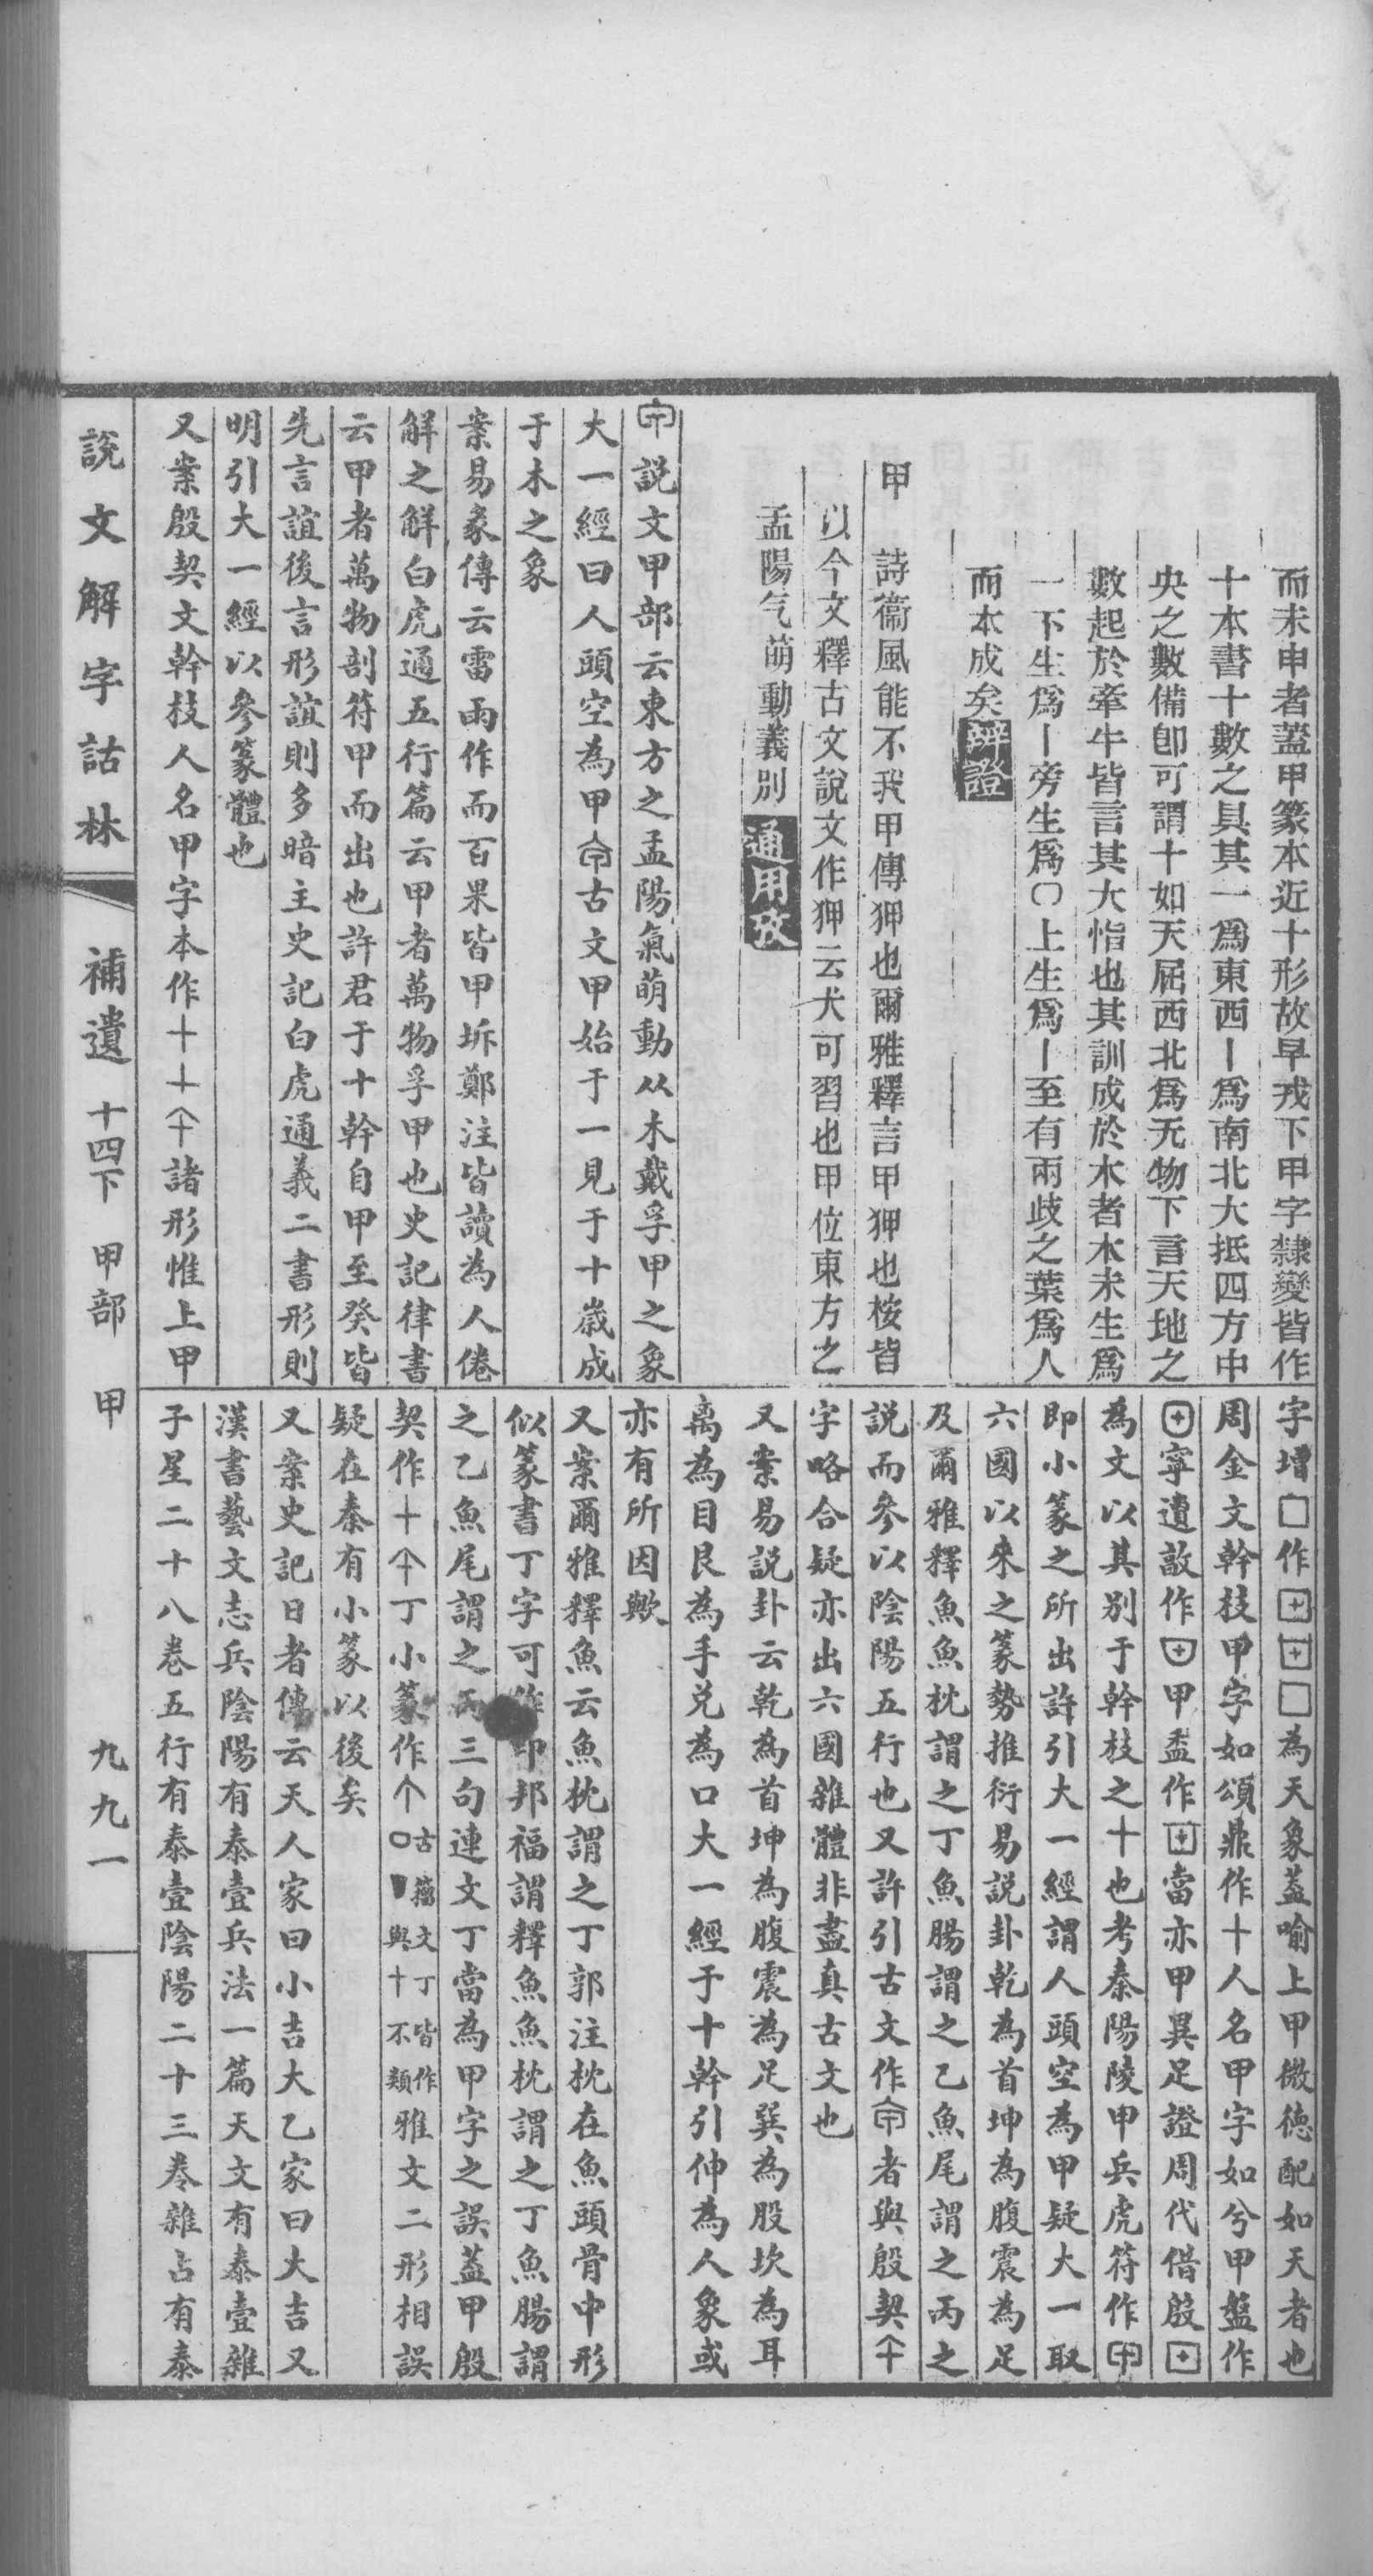 而未申者蓋甲篆本近十形故早戎下甲字隸變皆作
十本書十數之具其一爲東西丨爲南北大抵四方中
央之數備卽可謂十如天屈西北爲无物下言天地之
數起於牽牛皆言其大恉也其訓成於木者木未生爲
一下生爲丨旁生爲〇上生爲丨至有兩歧之葉爲人
而本成矣辨證
甲 詩衞風能不我甲傳狎也爾雅釋言甲狎也桉皆
以今文釋古文說文作狎云犬可習也甲位東方之
孟陽气萌動義別通用攷
説文甲部云東方之孟陽氣萌動从木戴孚甲之象
大一經曰人頭空為甲古文甲始于一見于十嵗成
于木之象
案易彖傳云雷雨作而百果皆甲坼鄭注皆讀為人倦
解之解白虎通五行篇云甲者萬物孚甲也史記律書
云甲者萬物剖符甲而出也許君于十幹自甲至癸皆
先言誼後言形誼則多暗主史記白虎通義二書形則
明引大一經以參篆體也
又案殷契文幹枝人名甲字本作十十諸形惟上甲
字增囗作為天象蓋喻上甲微德配如天者也
周金文幹枝甲字如頌鼎作十人名甲字如兮甲盤作
寧遺敵作甲盉作當亦甲異足證周代借殷
為文以其別于幹枝之十也考秦陽陵甲兵虎符作
即小篆之所出許引大一經謂人頭空為甲疑大一取
六國以來之篆勢推衍易説卦乾為首坤為腹震為足
及爾雅釋魚魚枕謂之丁魚腸謂之乙魚尾謂之丙之
説而參以陰陽五行也又許引古文作者與殷契
字略合疑亦出六國雜體非盡真古文也
又案易説卦云乾為首坤為腹震為足巽為股坎為耳
离為目艮為手兑為口大一經于十幹引伸為人象或
亦有所因歟
又案爾雅釋魚云魚枕謂之丁郭注枕在魚頭骨中形
似篆書丁字可作印邦福謂釋魚魚枕謂之丁魚腸謂
之乙魚尾謂之丙三句連文丁當為甲字之誤蓋甲殷
契作十丁小篆作古籀文丁皆作與十不類雅文二形相誤
疑在秦有小篆以後矣
又案史記日者傳云天人家曰小吉大乙家曰大吉又
漢書藝文志兵陰陽有泰壹兵法一篇天文有泰壹雜
子星二十八卷五行有泰壹陰陽二十三卷雜占有泰
說文解字詁林 補遺 十四下 甲部 甲 九九一